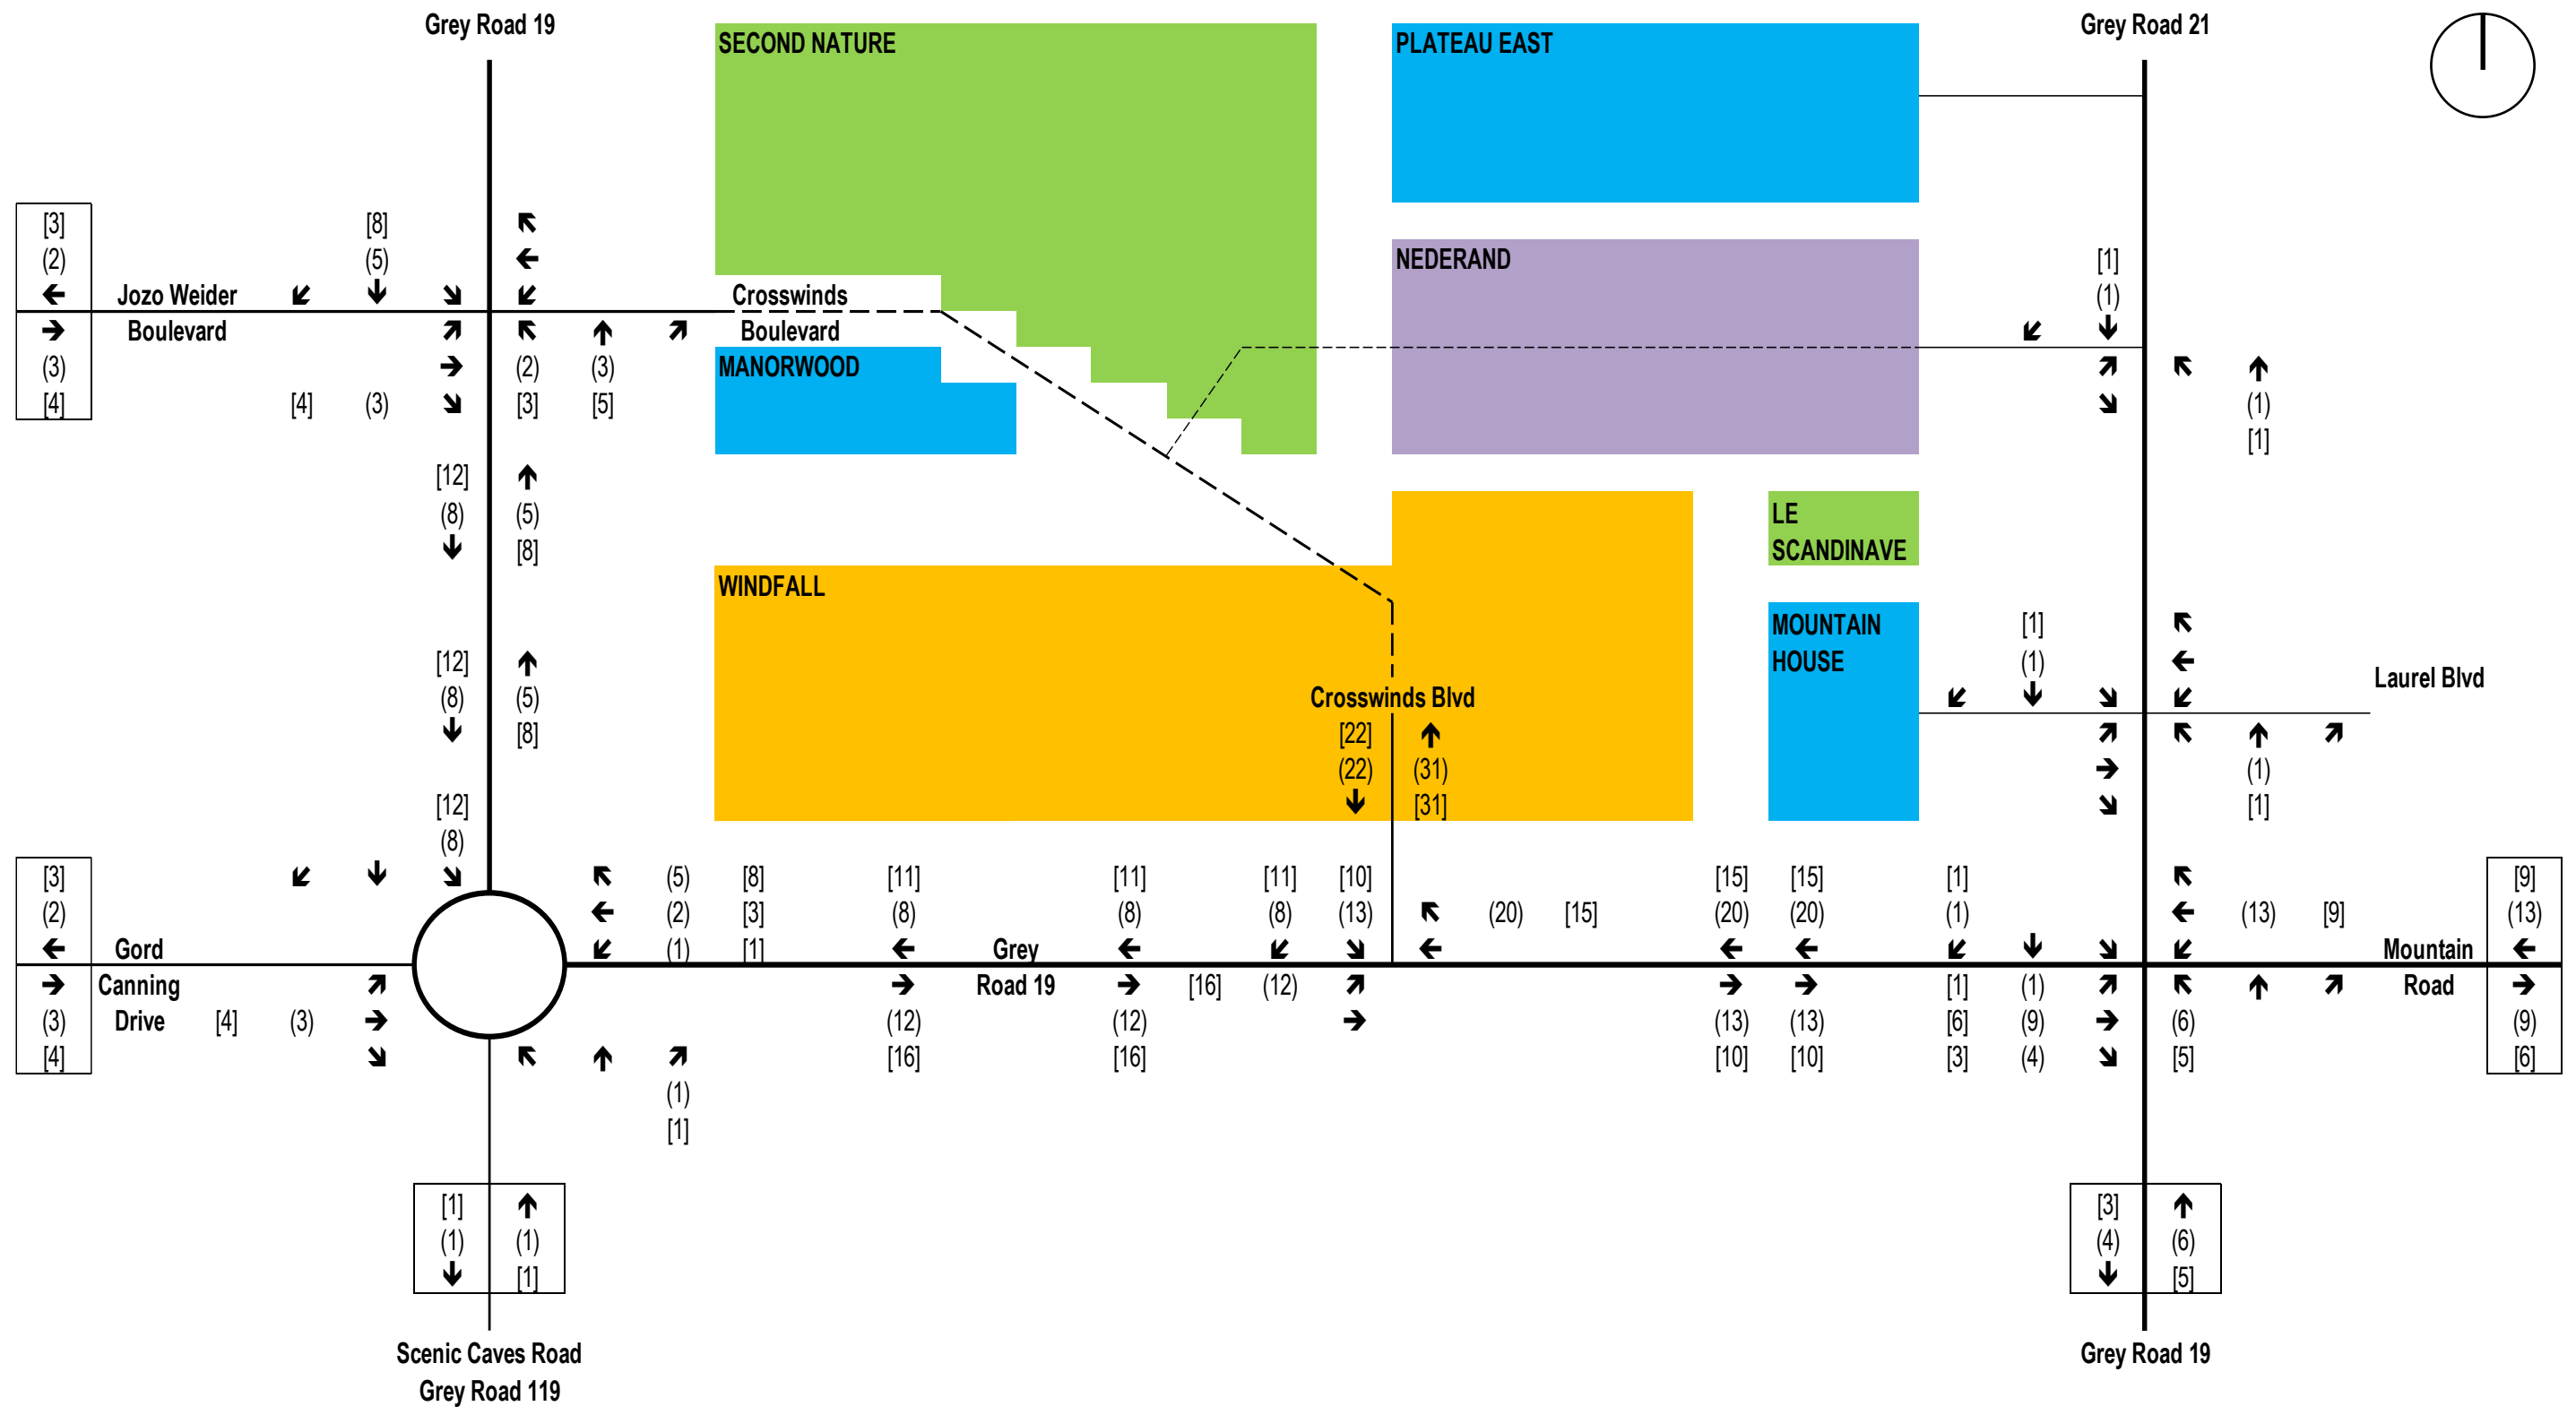 Grey Road 19
SECOND NATURE
PLATEAU EAST
Grey Road 21
[3] [8]
(2) (5) NEDERAND [1]
Jozo Weider Crosswinds (1)
Boulevard Boulevard
(3) (2) (3) MANORWOOD
[4] [4] (3) [3] [5] (1)
[1]
[12]
(8) (5) LE
[8] SCANDINAVE
WINDFALL
[1]
MOUNTAIN
[12] HOUSE (1)
(8) (5) Crosswinds Blvd Laurel Blvd
[8] [22]
(22) (31) (1)
[12] [31] [1]
(8)
[3] (5) [8] [11] [11] [11] [10] [15] [15] [1] [9]
(2) (2) [3] (8) (8) (8) (13) (20) [15] (20) (20) (1) (13) [9] (13)
Gord (1) [1] Grey Mountain
Canning Road 19 [16] (12) [1] (1) Road
(3) Drive [4] (3) (12) (12) (13) (13) [6] (9) (6) (9)
[4] [16] [16] [10] [10] [3] (4) [5] [6]
(1)
[1]
[1] [3]
(1) (1) (4) (6)
[1] [5]
Scenic Caves Road Grey Road 19
Grey Road 119